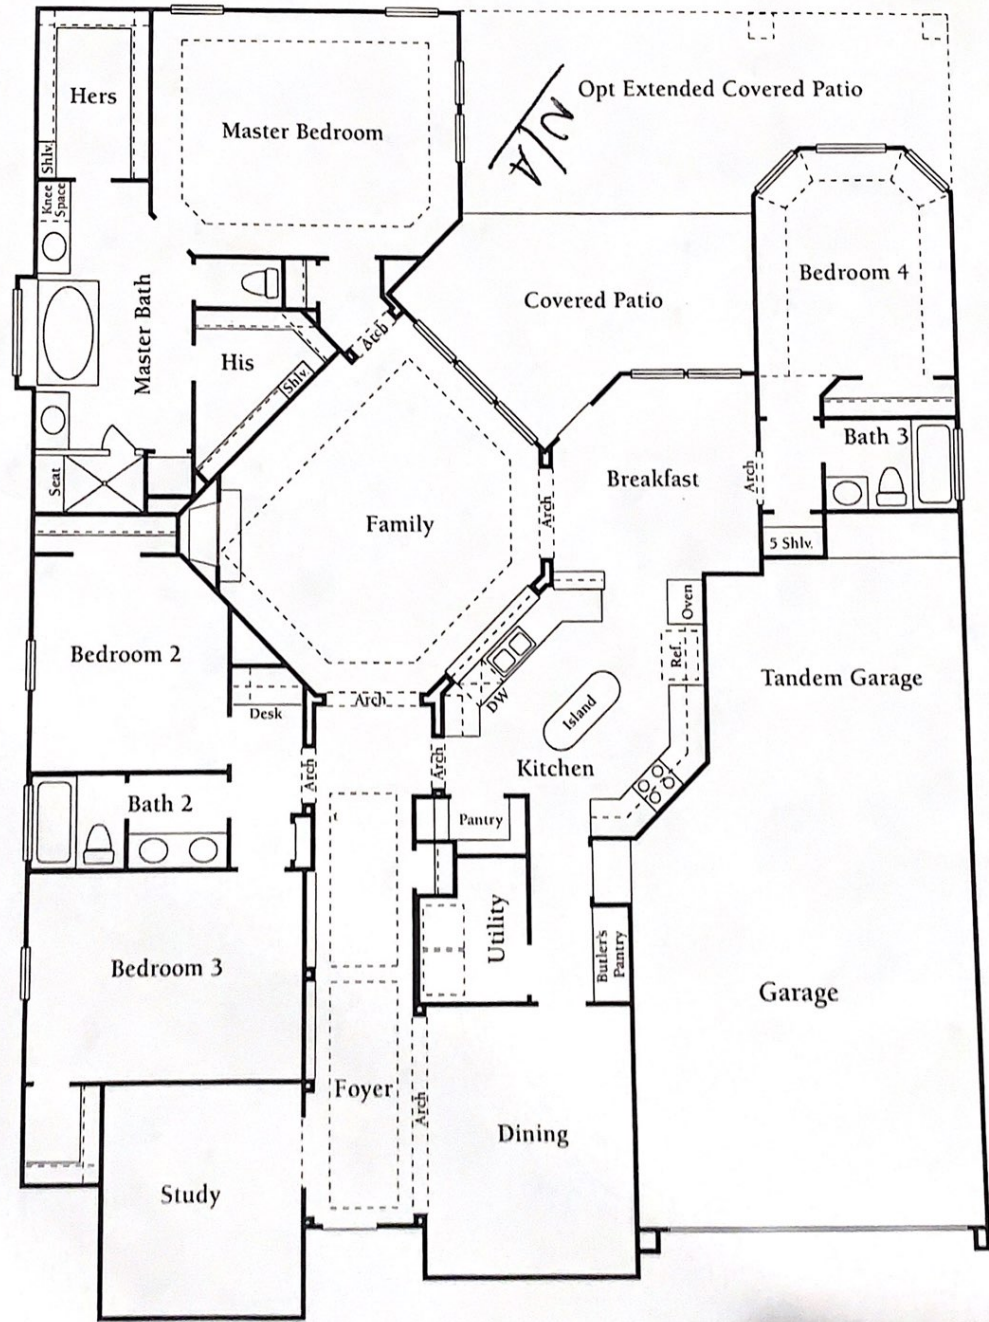 Hers
Master Bedroom
Opt Extended Covered Patio
N/A
Shlv.
Knee
Space
Bedroom 4
Covered Patio
Master Bath
Arch
His
Shlv.
Bath 3
Seat
Breakfast
Arch
Family
Arch
5 Shlv.
Oven
Bedroom 2
Ref.
Tandem Garage
DW
Arch
Desk
Island
Arch
Arch
Kitchen
Bath 2
Pantry
Utility
Butler's
Pantry
Bedroom 3
Garage
Foyer
Arch
Dining
Study